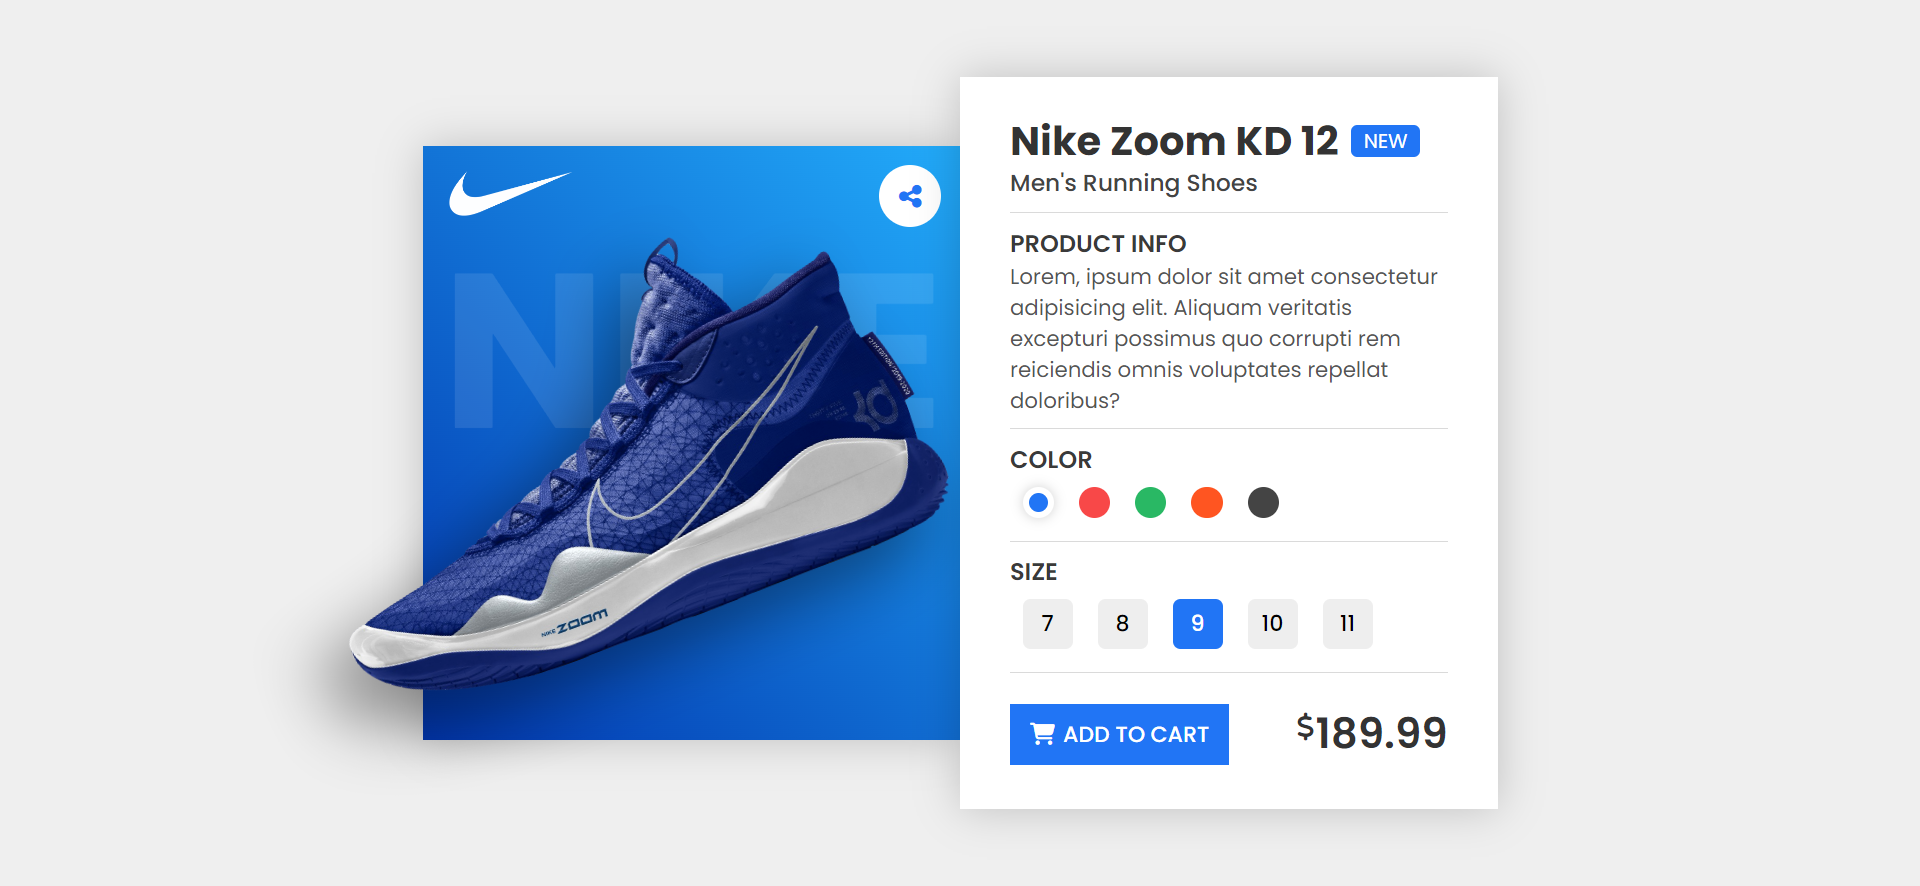 NIKE
NIKE ZOOM
Nike Zoom KD 12 NEW
Men's Running Shoes
PRODUCT INFO
Lorem, ipsum dolor sit amet consectetur
adipisicing elit. Aliquam veritatis
excepturi possimus quo corrupti rem
reiciendis omnis voluptates repellat
doloribus?
COLOR
SIZE
7 8 9 10 11
ADD TO CART $189.99